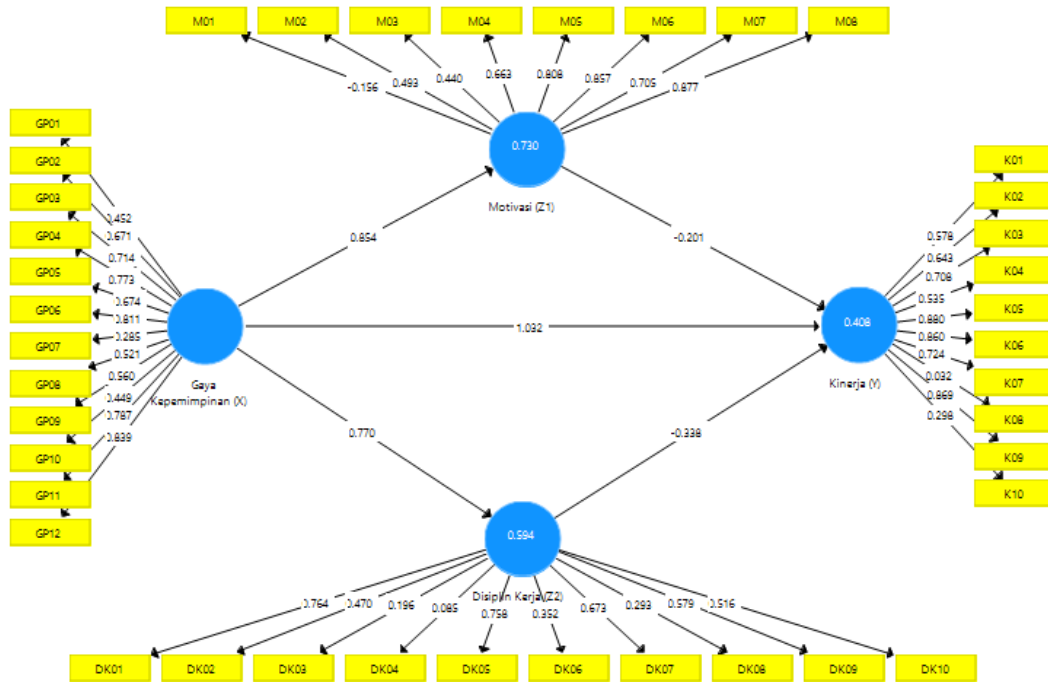 M01 M02 M03 M04 M05 M06 M07 M08
-0.156 0.493 0.440 0.663 0.808 0.857 0.705 0.877
0.730
Motivasi (Z1)
GP01
GP02
GP03
GP04
GP05
GP06
GP07
GP08
GP09
GP10
GP11
GP12
0.452
0.671
0.714
0.773
0.674
0.811
0.285
0.521
0.560
0.449
0.787
0.839
Gaya
Kepemimpinan (X)
0.854
-0.201
1.032
0.770
-0.338
0.408
Kinerja (Y)
0.578
0.643
0.708
0.535
0.880
0.860
0.724
0.032
0.869
0.298
K01
K02
K03
K04
K05
K06
K07
K08
K09
K10
0.594
Disiplin Kerja (Z2)
0.764 0.470 0.196 0.085 0.758 0.352 0.673 0.293 0.579 0.516
DK01 DK02 DK03 DK04 DK05 DK06 DK07 DK08 DK09 DK10